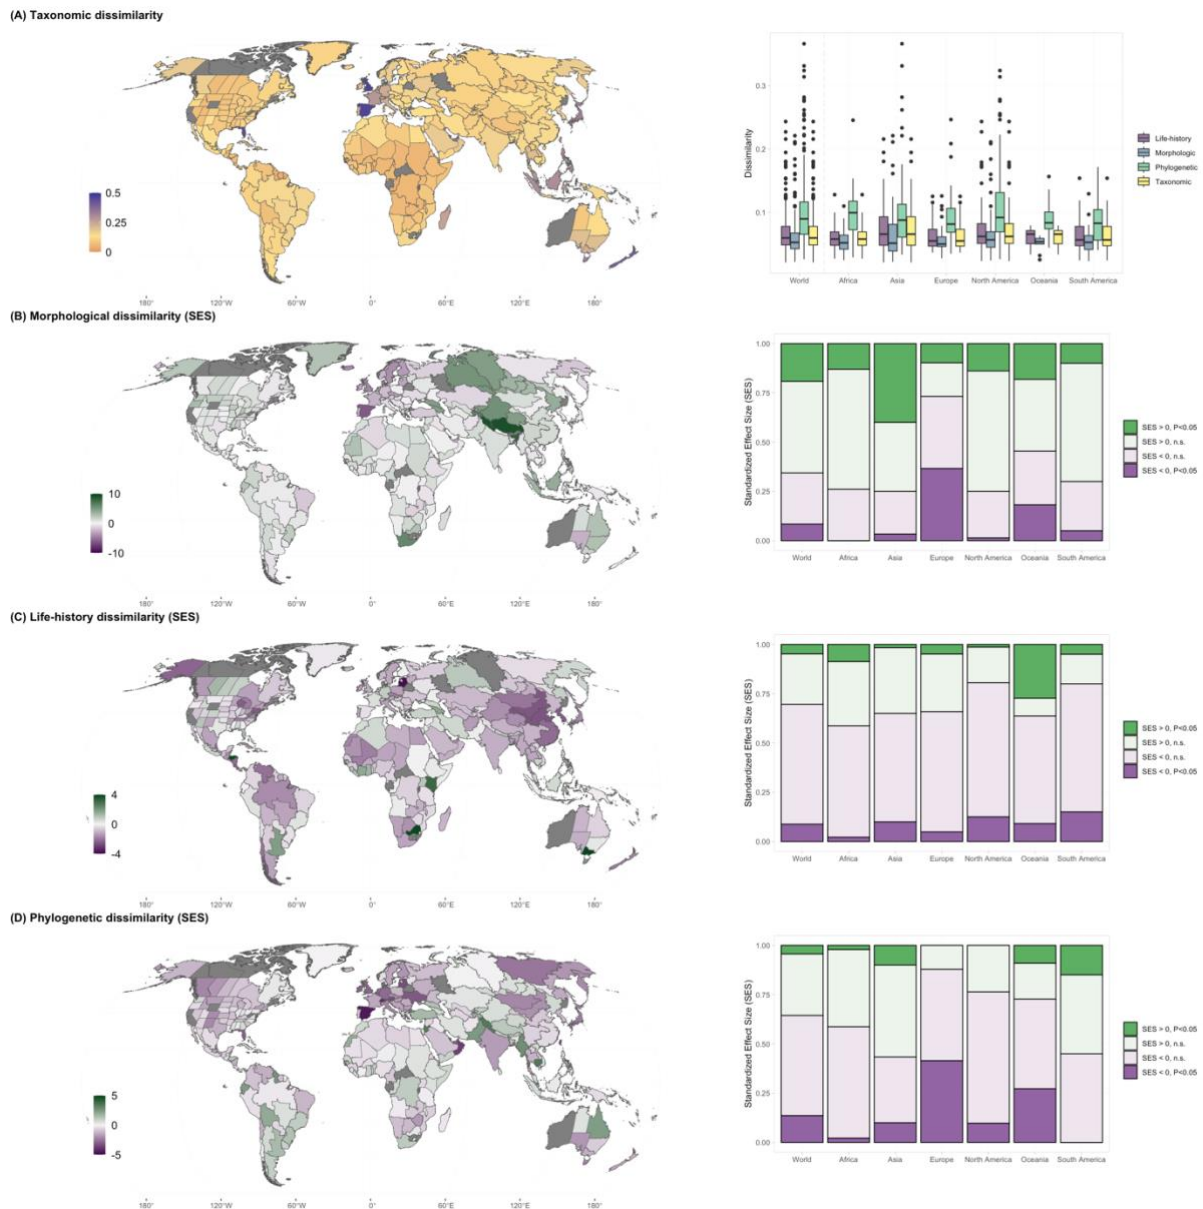 (A) Taxonomic dissimilarity
0.5
0.25
0
180°
120°W
60°W
0°
60°E
120°E
180°
Dissimilarity
0.3
0.2
0.1
World
Africa
Asia
Europe
North America
Oceania
South America
Life-history
Morphologic
Phylogenetic
Taxonomic
(B) Morphological dissimilarity (SES)
10
0
-10
180°
120°W
60°W
0°
60°E
120°E
180°
Standardized Effect Size (SES)
1.00
0.75
0.50
0.25
0.00
World
Africa
Asia
Europe
North America
Oceania
South America
SES > 0, P<0.05
SES > 0, n.s.
SES < 0, n.s.
SES < 0, P<0.05
(C) Life-history dissimilarity (SES)
4
0
-4
180°
120°W
60°W
0°
60°E
120°E
180°
Standardized Effect Size (SES)
1.00
0.75
0.50
0.25
0.00
World
Africa
Asia
Europe
North America
Oceania
South America
SES > 0, P<0.05
SES > 0, n.s.
SES < 0, n.s.
SES < 0, P<0.05
(D) Phylogenetic dissimilarity (SES)
5
0
-5
180°
120°W
60°W
0°
60°E
120°E
180°
Standardized Effect Size (SES)
1.00
0.75
0.50
0.25
0.00
World
Africa
Asia
Europe
North America
Oceania
South America
SES > 0, P<0.05
SES > 0, n.s.
SES < 0, n.s.
SES < 0, P<0.05